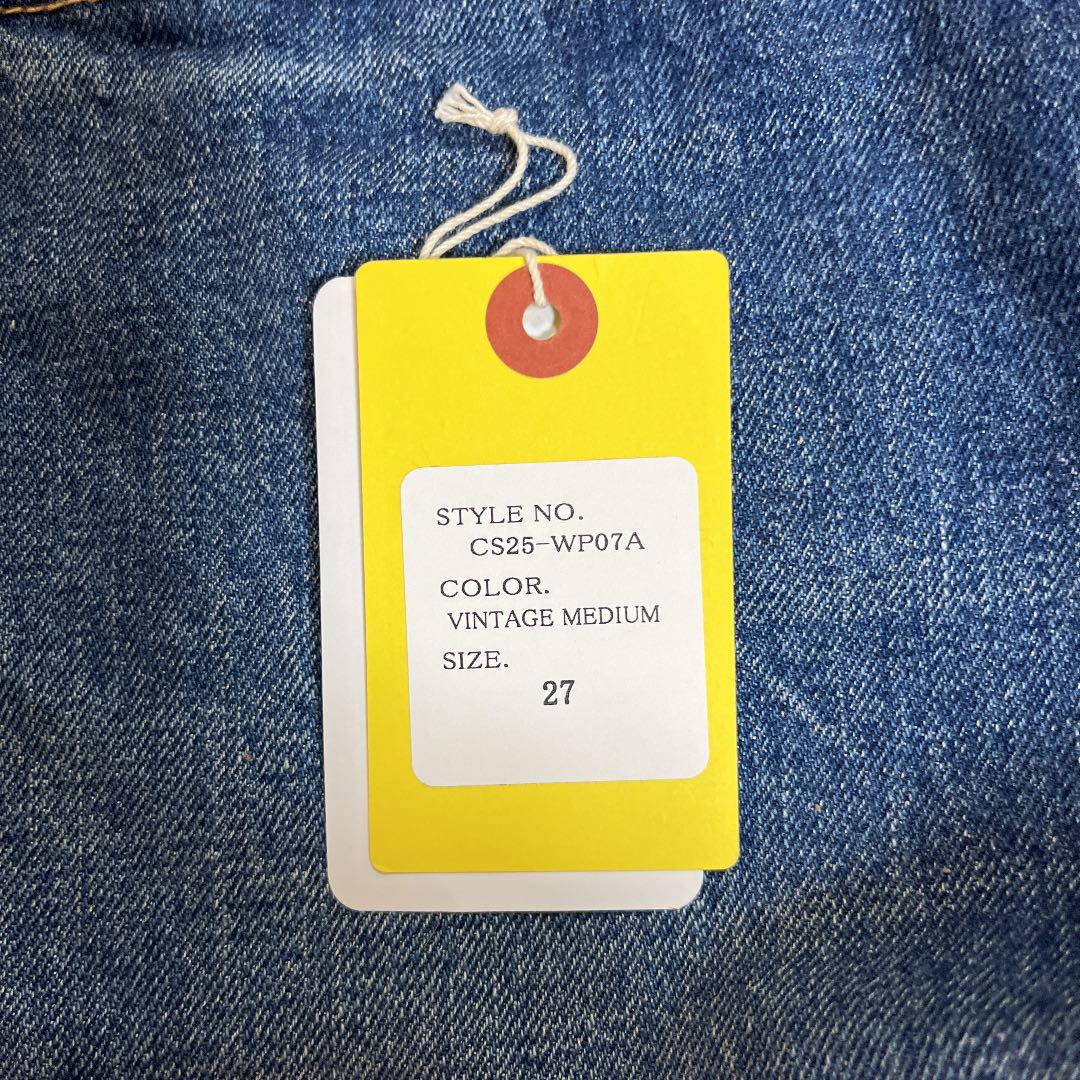 STYLE NO.
CS25-WP07A
COLOR.
VINTAGE MEDIUM
SIZE.
27